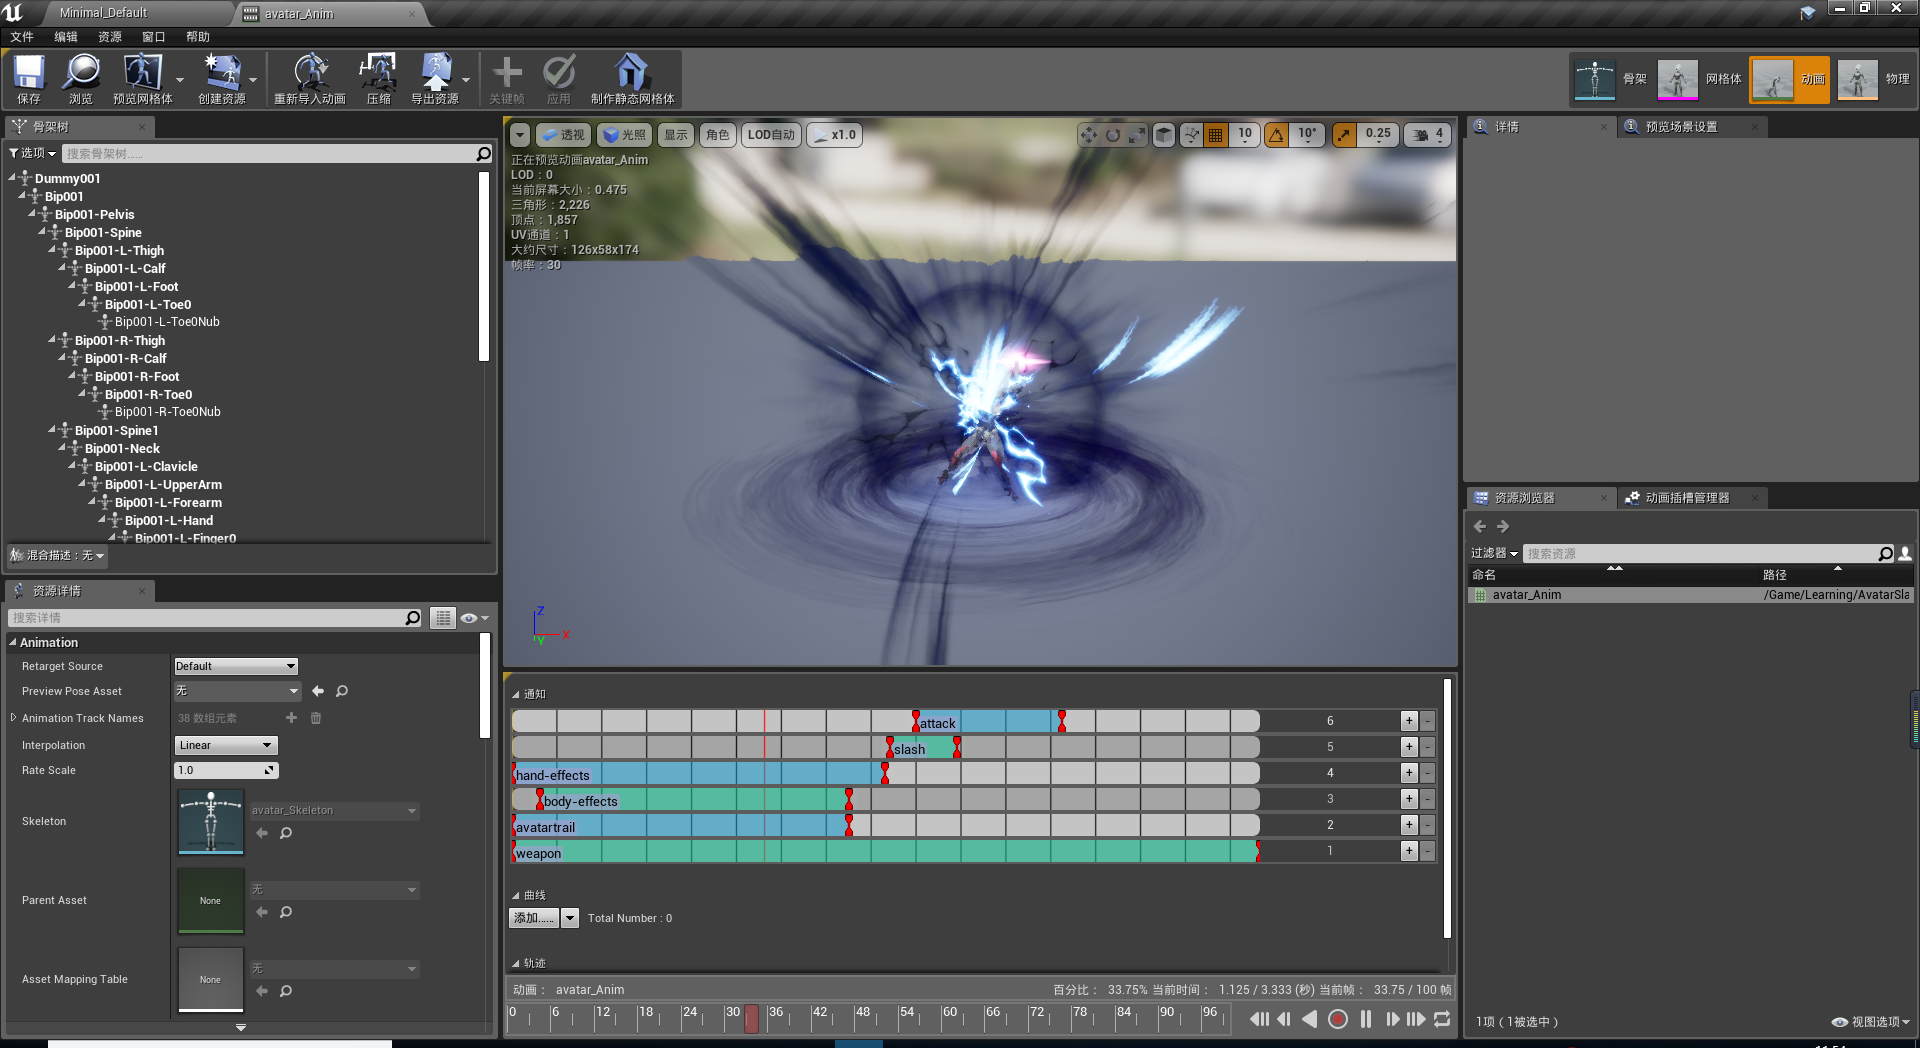 Minimal_Default
avatar_Anim
文件 编辑 资源 窗口 帮助
保存 浏览 预览网格体 创建资源 重新导入动画 压缩 导出资源 关键帧 应用 制作静态网格体
骨架 网格体 动画 物理
骨架树
选项 搜索骨架树......
Dummy001
Bip001
Bip001-Pelvis
Bip001-Spine
Bip001-L-Thigh
Bip001-L-Calf
Bip001-L-Foot
Bip001-L-Toe0
Bip001-L-Toe0Nub
Bip001-R-Thigh
Bip001-R-Calf
Bip001-R-Foot
Bip001-R-Toe0
Bip001-R-Toe0Nub
Bip001-Spine1
Bip001-Neck
Bip001-L-Clavicle
Bip001-L-UpperArm
Bip001-L-Forearm
Bip001-L-Hand
Bip001-L-Finger0
混合描述：无
资源详情
搜索详情
Animation
Retarget Source Default
Preview Pose Asset 无
Animation Track Names 38 数组元素
Interpolation Linear
Rate Scale 1.0
Skeleton avatar_Skeleton
Parent Asset None 无
Asset Mapping Table None 无
透视 光照 显示 角色 LOD自动 x1.0
10 10° 0.25 4
正在预览动画avatar_Anim
LOD：0
当前屏幕大小：0.475
三角形：2,226
顶点：1,857
UV通道：1
大约尺寸：126x58x174
帧率：30
Z
X
Y
通知
attack 6 + -
slash 5 + -
hand-effects 4 + -
body-effects 3 + -
avatartrail 2 + -
weapon 1 + -
曲线
添加...... Total Number : 0
轨迹
动画： avatar_Anim 百分比： 33.75% 当前时间： 1.125 / 3.333 (秒) 当前帧： 33.75 / 100 帧
0 6 12 18 24 30 36 42 48 54 60 66 72 78 84 90 96
详情 预览场景设置
资源浏览器 动画插槽管理器
过滤器 搜索资源
命名 路径
avatar_Anim /Game/Learning/AvatarSla
1项（1被选中） 视图选项